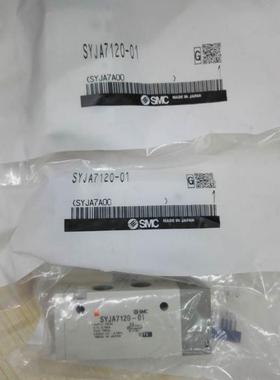 SYJA7120-01
G
(SYJA7A00 )
SMC
MADE IN JAPAN
SYJA7120-01
G
(SYJA7A00 )
SMC
MADE IN JAPAN
SMC
SYJA7120-01